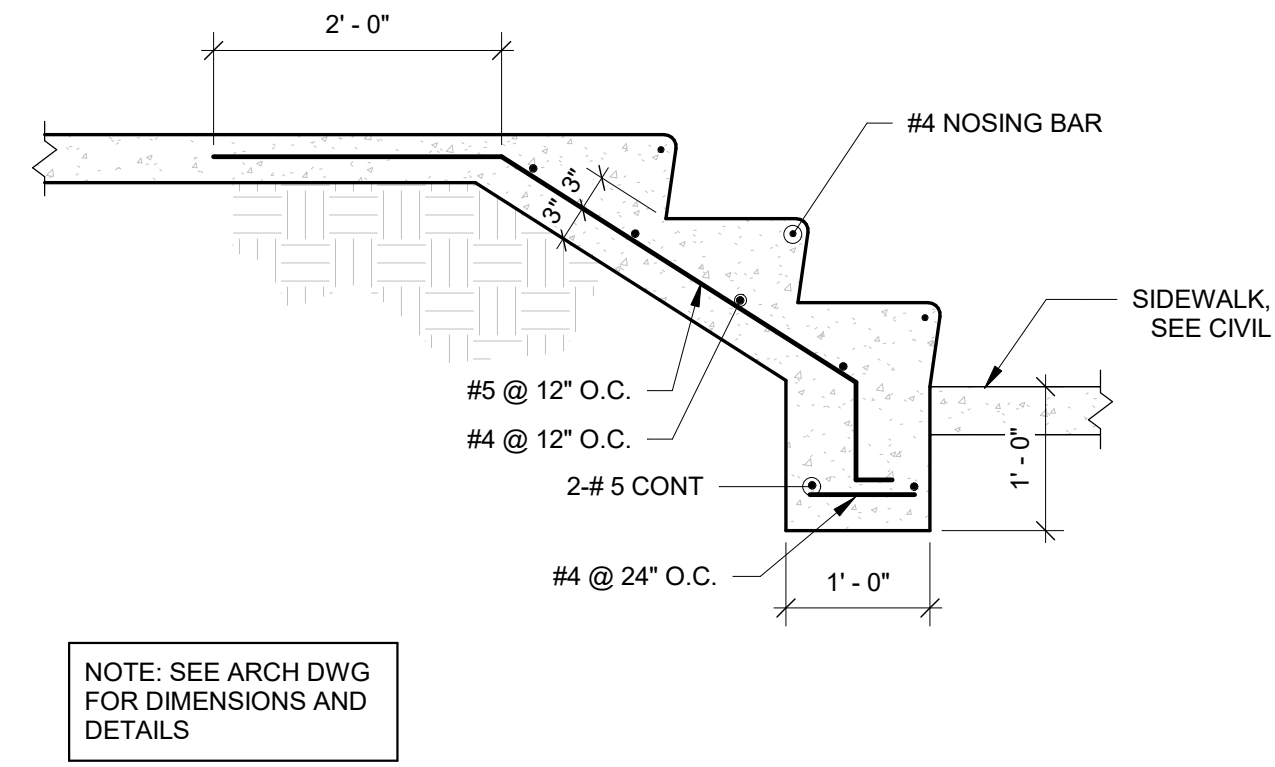 2' - 0"
#4 NOSING BAR
3"
3"
SIDEWALK,
SEE CIVIL
#5 @ 12" O.C.
#4 @ 12" O.C.
2-# 5 CONT
1' - 0"
#4 @ 24" O.C.
1' - 0"
NOTE: SEE ARCH DWG
FOR DIMENSIONS AND
DETAILS